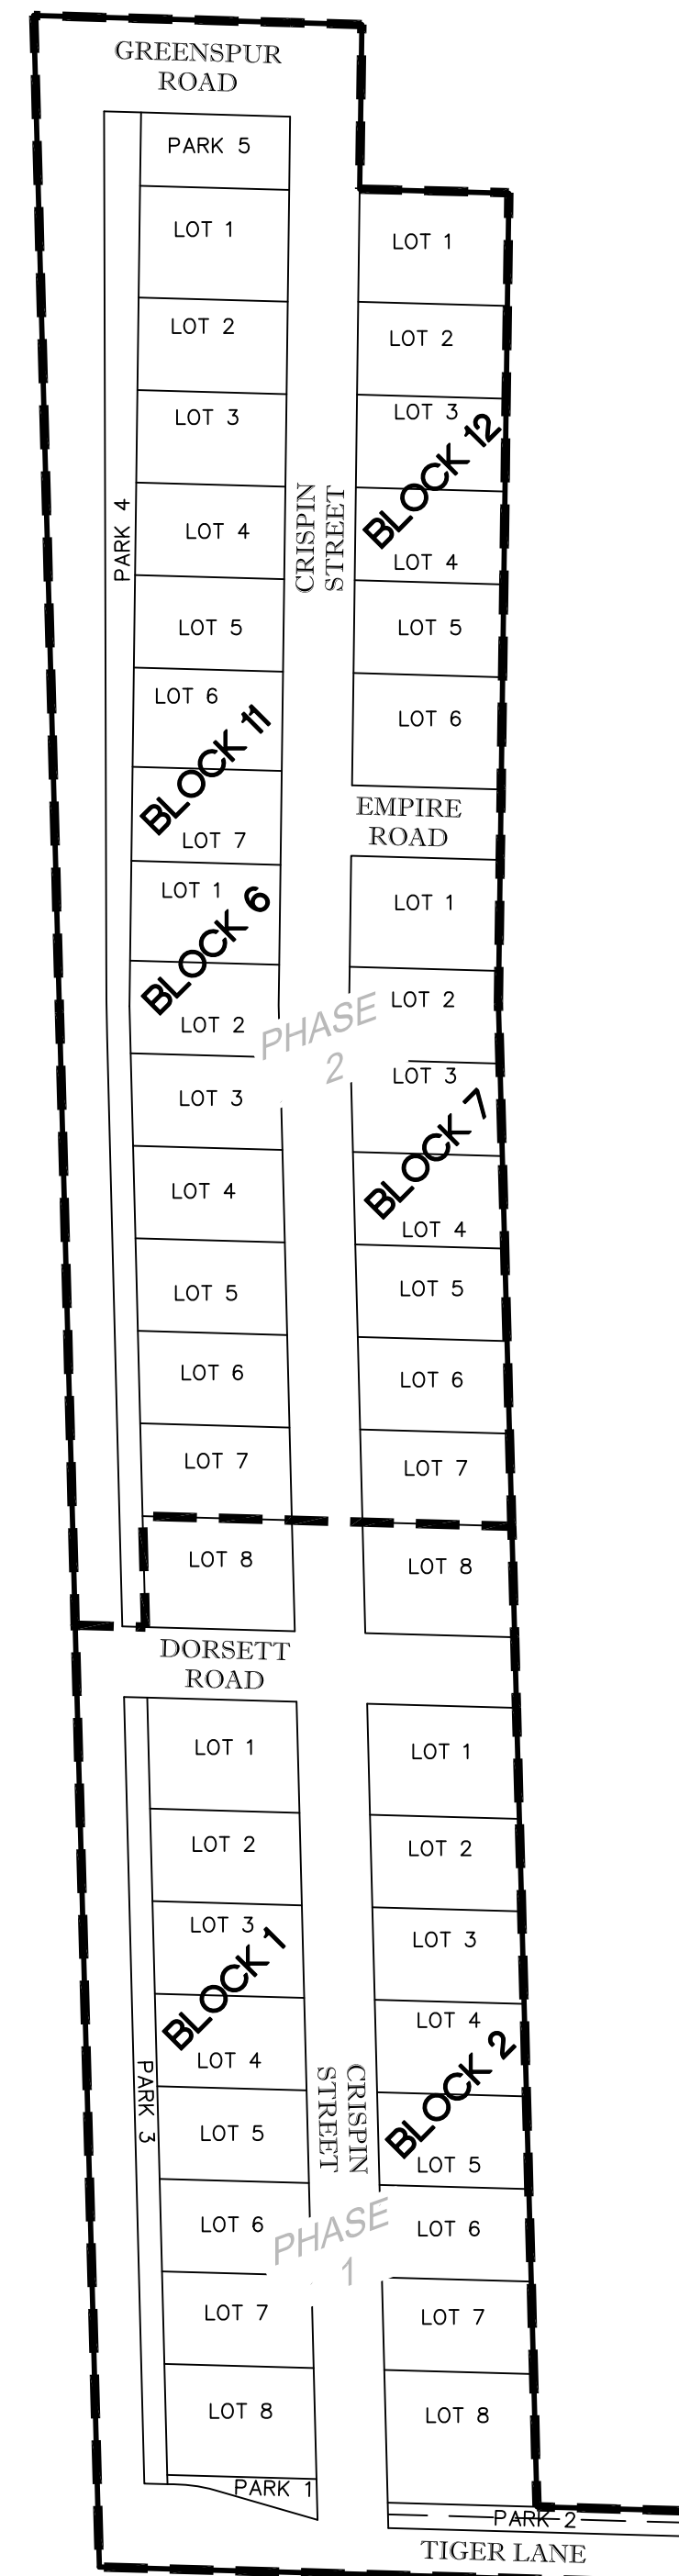 GREENSPUR
ROAD
PARK 5
LOT 1
LOT 2
LOT 3
LOT 4
LOT 5
LOT 6
BLOCK 11
LOT 7
PARK 4
CRISPIN
STREET
LOT 1
LOT 2
LOT 3
BLOCK 12
LOT 4
LOT 5
LOT 6
EMPIRE
ROAD
LOT 1
BLOCK 6
LOT 2
LOT 3
LOT 4
LOT 5
LOT 6
LOT 7
LOT 8
PHASE
2
LOT 1
LOT 2
LOT 3
BLOCK 7
LOT 4
LOT 5
LOT 6
LOT 7
LOT 8
DORSETT
ROAD
LOT 1
LOT 2
LOT 3
BLOCK 1
LOT 4
LOT 5
LOT 6
LOT 7
LOT 8
PARK 3
PARK 1
CRISPIN
STREET
PHASE
1
LOT 1
LOT 2
LOT 3
LOT 4
BLOCK 2
LOT 5
LOT 6
LOT 7
LOT 8
PARK 2
TIGER LANE